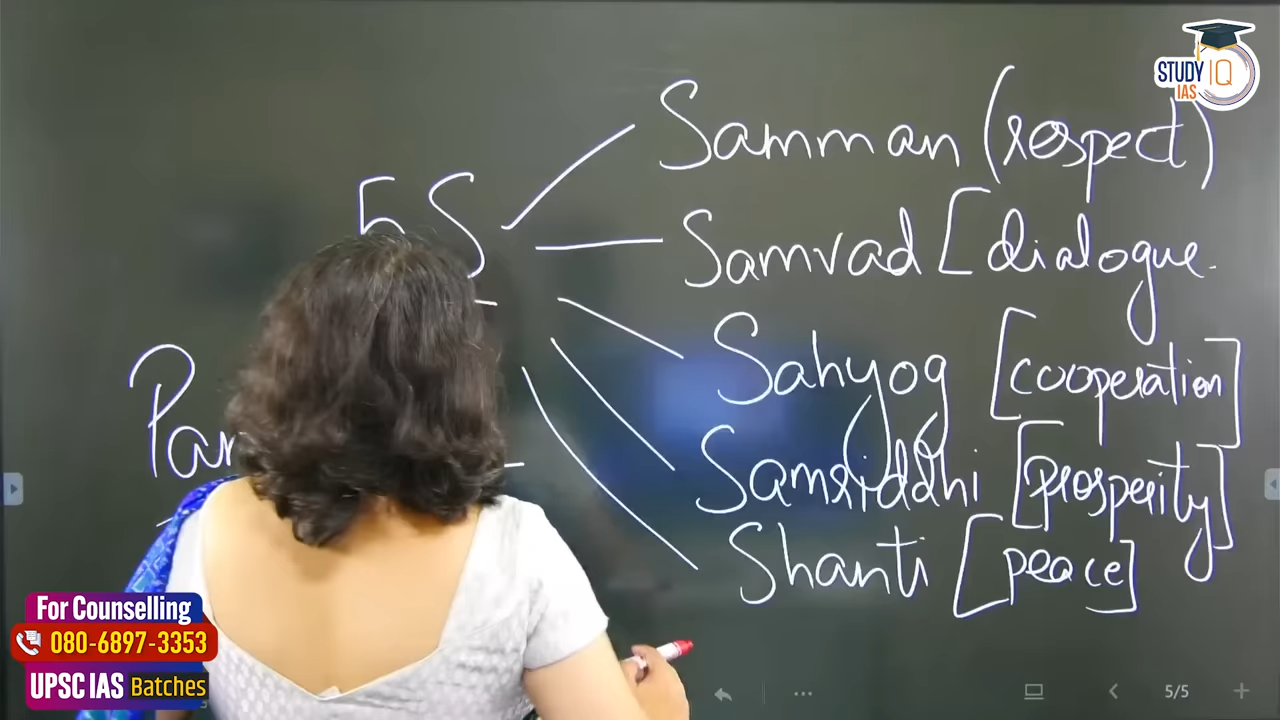 STUDY IQ
IAS
5S
Samman (respect)
Samvad [dialogue.
Sahyog [cooperation]
Samriddhi [prosperity]
Shanti [peace]
For Counselling
080-6897-3353
UPSC IAS Batches
5/5